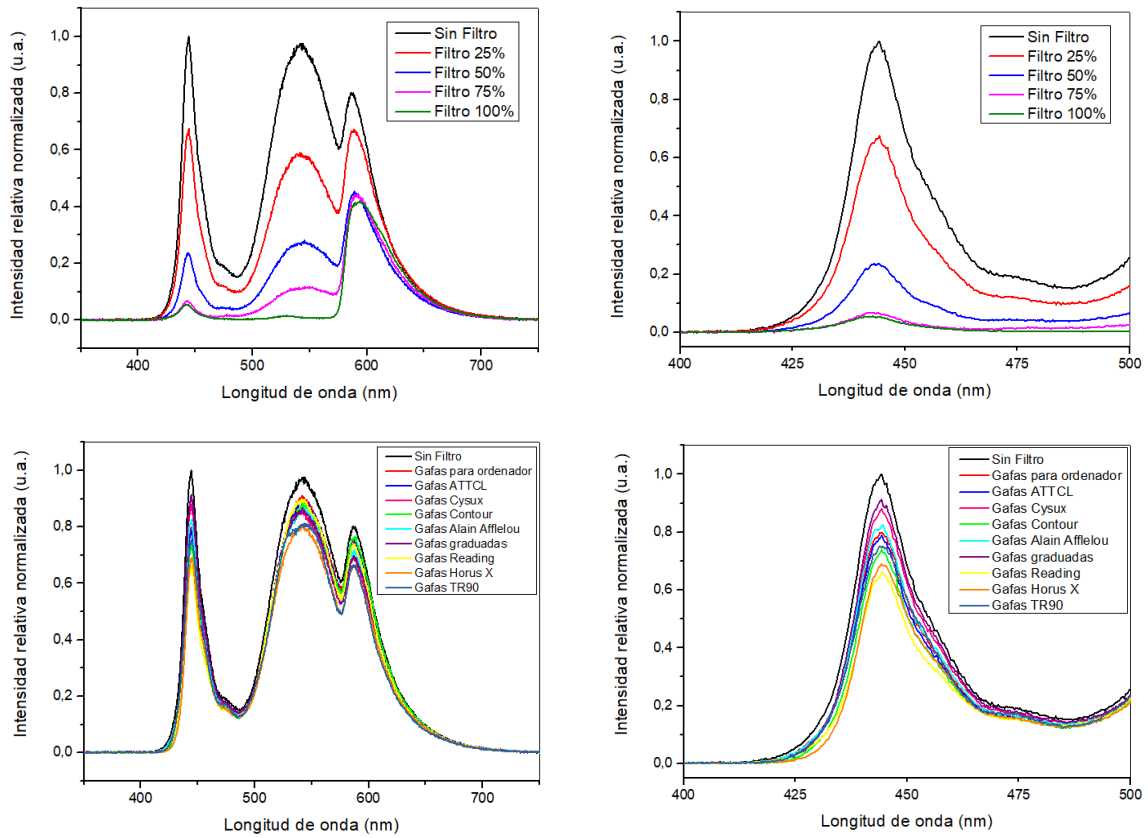 Intensidad relativa normalizada (u.a.)
1,0
0,8
0,6
0,4
0,2
0,0
Sin Filtro
Filtro 25%
Filtro 50%
Filtro 75%
Filtro 100%
400
500
600
700
Longitud de onda (nm)
Intensidad relativa normalizada (u.a.)
1,0
0,8
0,6
0,4
0,2
0,0
Sin Filtro
Filtro 25%
Filtro 50%
Filtro 75%
Filtro 100%
400
425
450
475
500
Longitud de onda (nm)
Intensidad relativa normalizada (u.a.)
1,0
0,8
0,6
0,4
0,2
0,0
Sin Filtro
Gafas para ordenador
Gafas ATTCL
Gafas Cysux
Gafas Contour
Gafas Alain Afflelou
Gafas graduadas
Gafas Reading
Gafas Horus X
Gafas TR90
400
500
600
700
Longitud de onda (nm)
Intensidad relativa normalizada (u.a.)
1,0
0,8
0,6
0,4
0,2
0,0
Sin Filtro
Gafas para ordenador
Gafas ATTCL
Gafas Cysux
Gafas Contour
Gafas Alain Afflelou
Gafas graduadas
Gafas Reading
Gafas Horus X
Gafas TR90
400
425
450
475
500
Longitud de onda (nm)